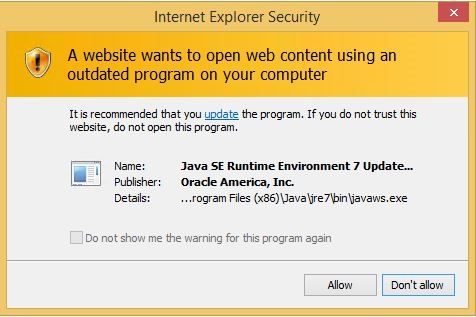 Internet Explorer Security
A website wants to open web content using an
outdated program on your computer
It is recommended that you update the program. If you do not trust this
website, do not open this program.
Name: Java SE Runtime Environment 7 Update...
Publisher: Oracle America, Inc.
Details: ...rogram Files (x86)\Java\jre7\bin\javaws.exe
Do not show me the warning for this program again
Allow Don't allow